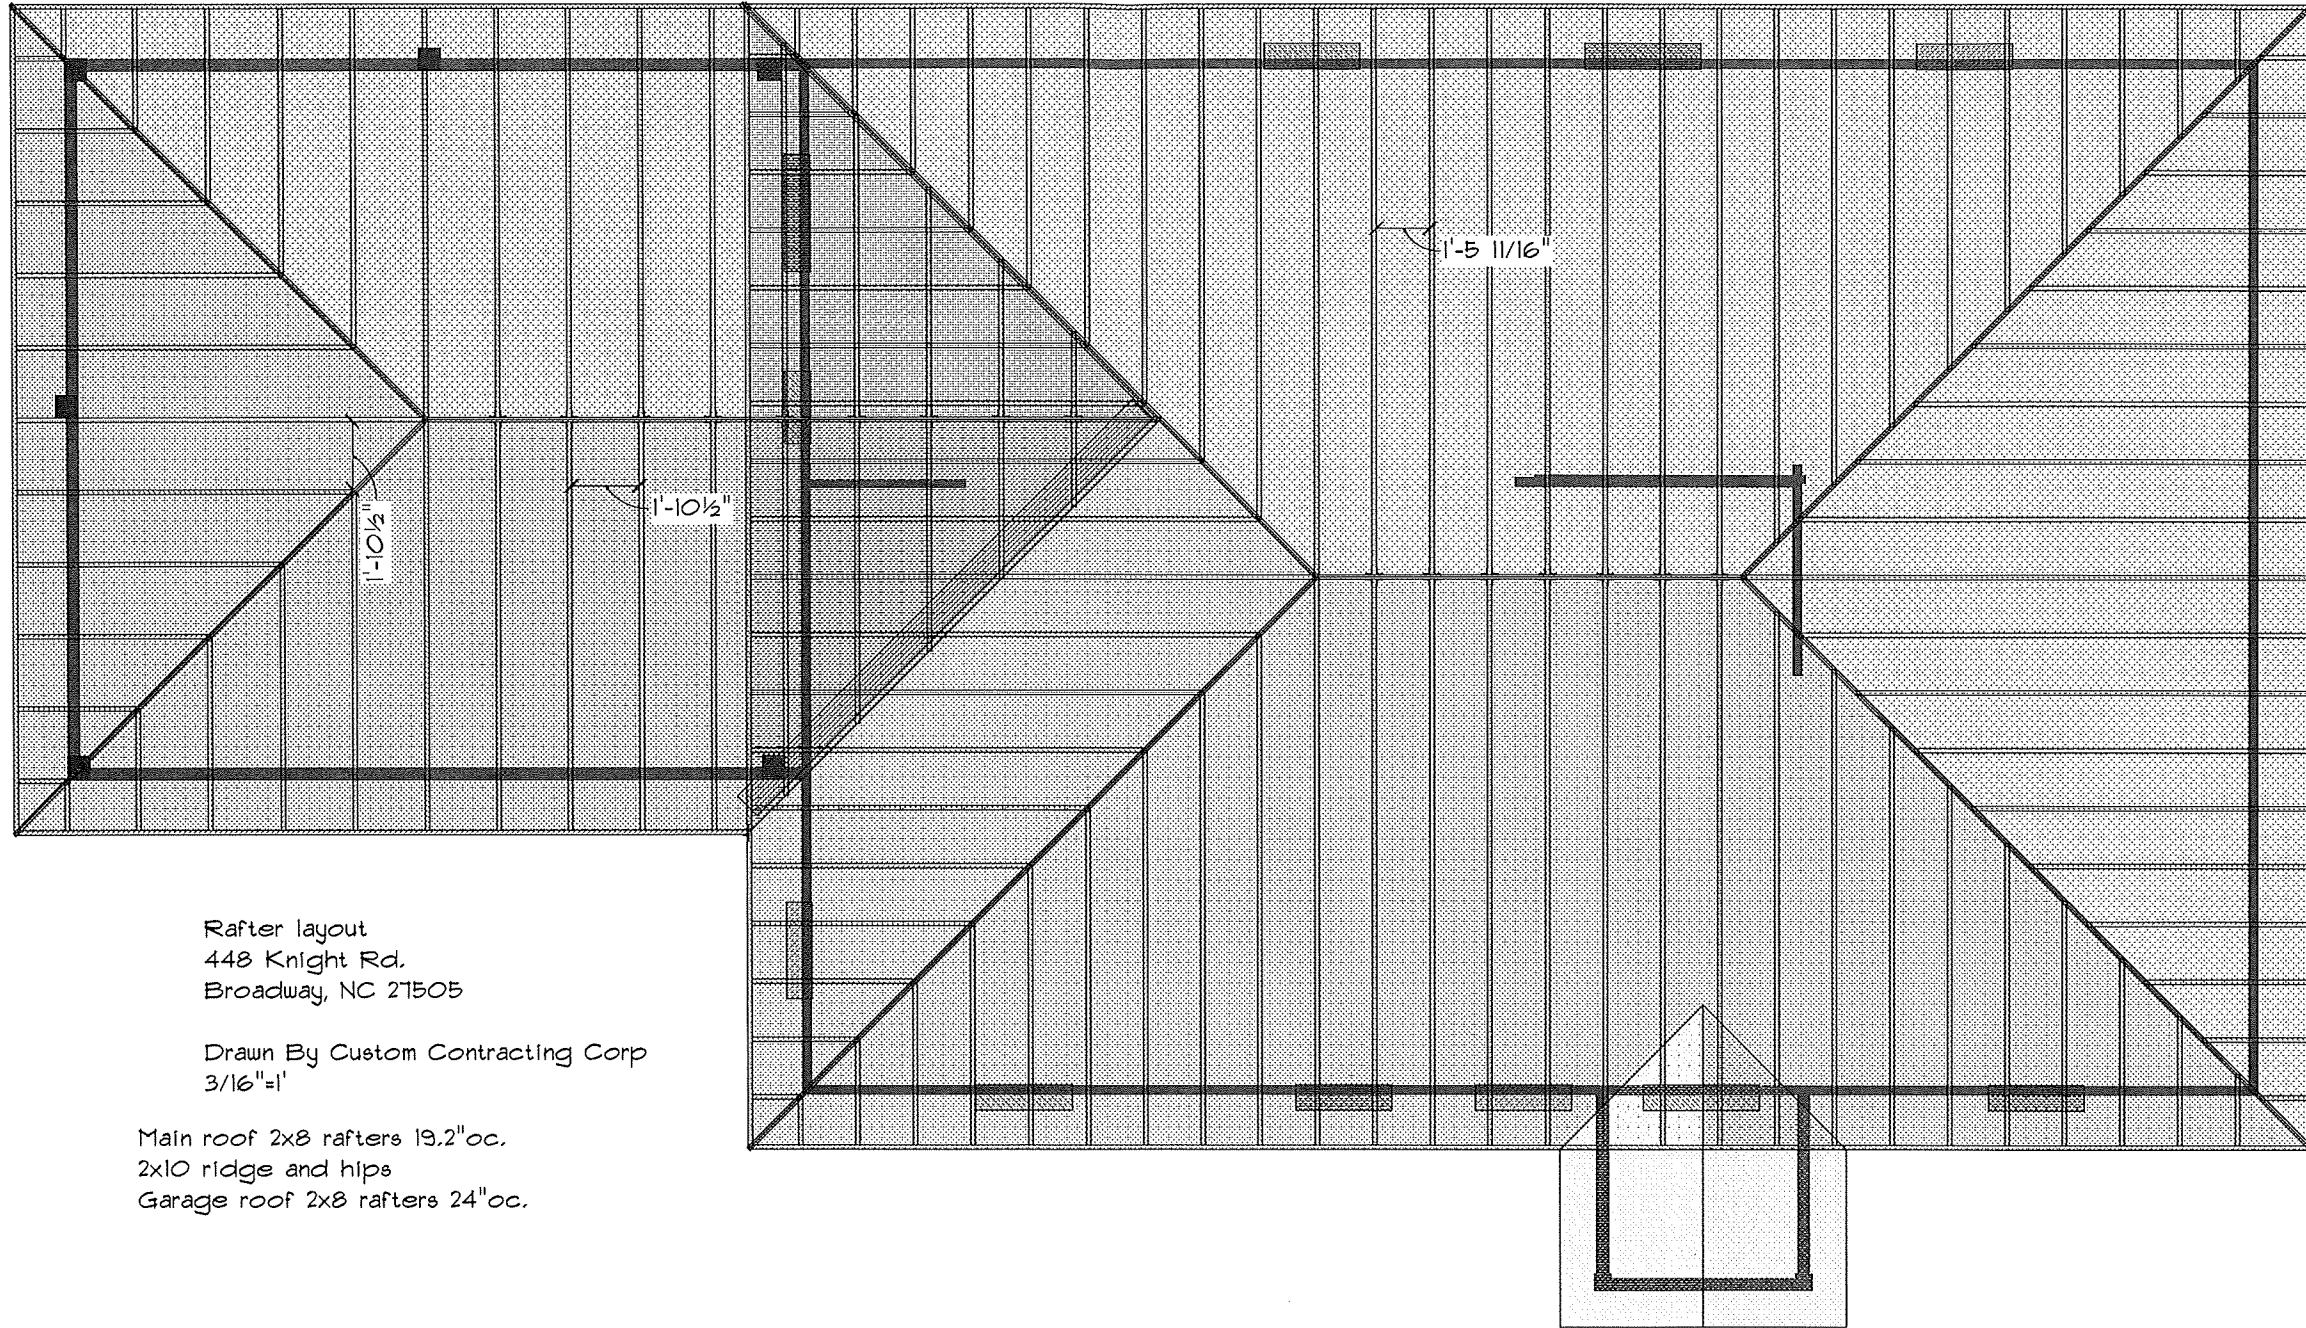 1'-5 11/16"
1'-10½"
1'-10½"
Rafter layout
448 Knight Rd.
Broadway, NC 27505
Drawn By Custom Contracting Corp
3/16"=1'
Main roof 2x8 rafters 19.2"oc.
2x10 ridge and hips
Garage roof 2x8 rafters 24"oc.